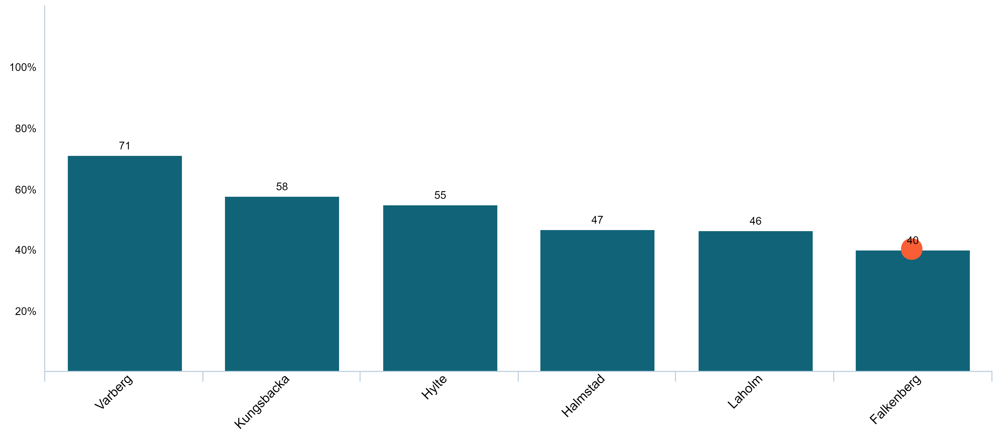 100%
80%
60%
40%
20%
71
58
55
47
46
40
Varberg
Kungsbacka
Hylte
Halmstad
Laholm
Falkenberg